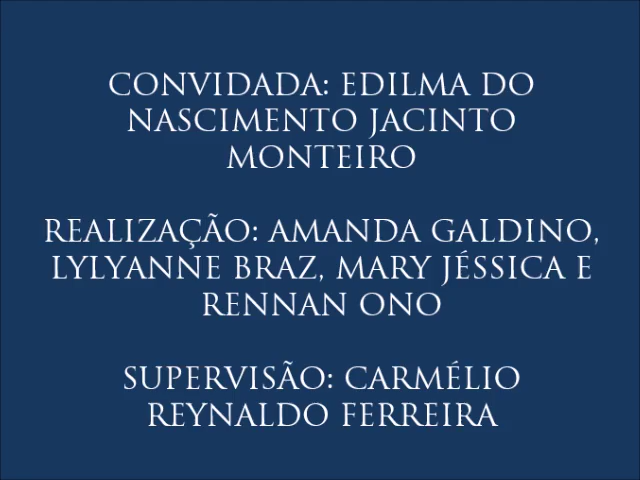 CONVIDADA: EDILMA DO
NASCIMENTO JACINTO
MONTEIRO
REALIZAÇÃO: AMANDA GALDINO,
LYLYANNE BRAZ, MARY JÉSSICA E
RENNAN ONO
SUPERVISÃO: CARMÉLIO
REYNALDO FERREIRA